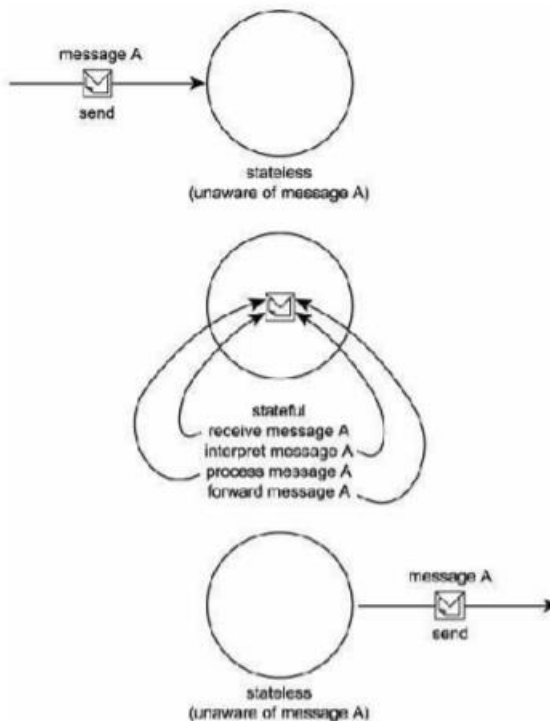 message A
send
stateless
(unaware of message A)
stateful
receive message A
interpret message A
process message A
forward message A
message A
send
stateless
(unaware of message A)